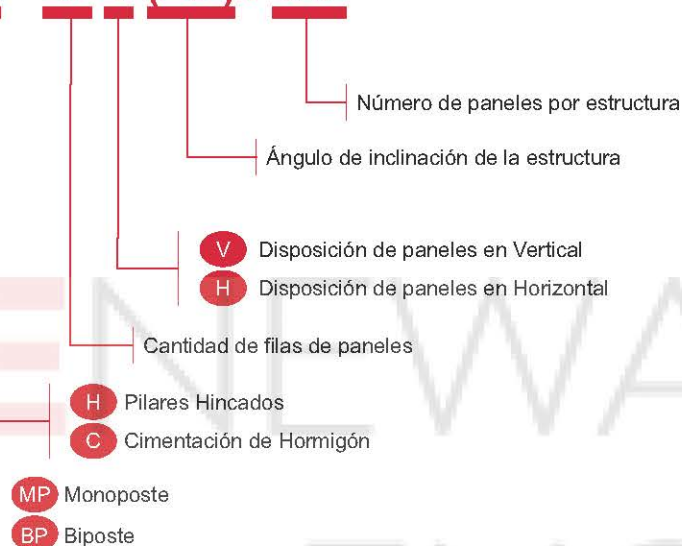 Número de paneles por estructura
Ángulo de inclinación de la estructura
V Disposición de paneles en Vertical
H Disposición de paneles en Horizontal
Cantidad de filas de paneles
H Pilares Hincados
C Cimentación de Hormigón
MP Monoposte
BP Biposte
ENEWA